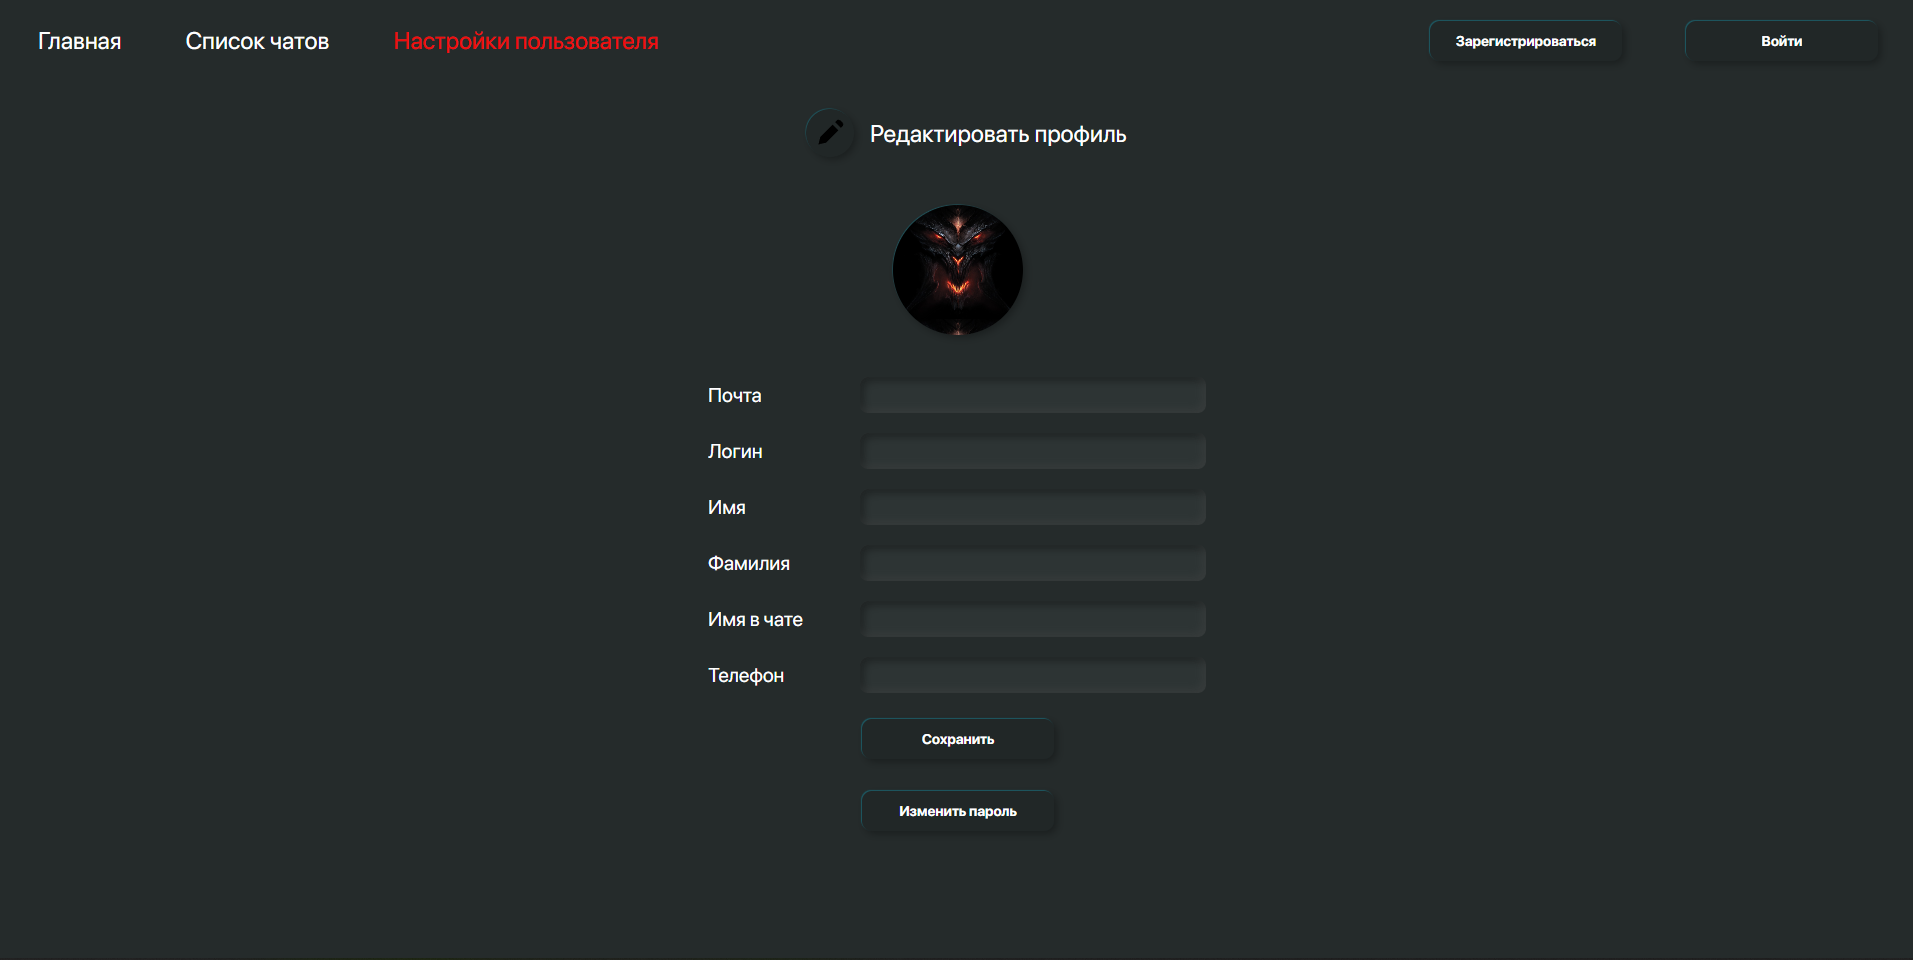 Главная
Список чатов
Настройки пользователя
Зарегистрироваться
Войти
Редактировать профиль
Почта
Логин
Имя
Фамилия
Имя в чате
Телефон
Сохранить
Изменить пароль